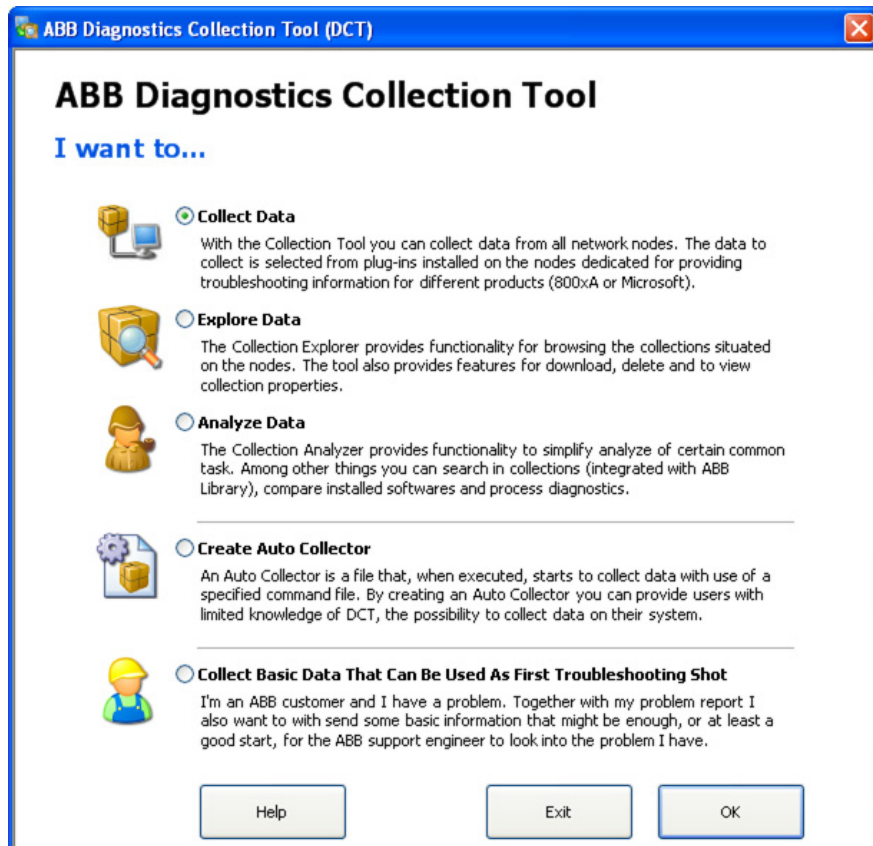 ABB Diagnostics Collection Tool (DCT)
ABB Diagnostics Collection Tool
I want to...
Collect Data
With the Collection Tool you can collect data from all network nodes. The data to
collect is selected from plug-ins installed on the nodes dedicated for providing
troubleshooting information for different products (800xA or Microsoft).
Explore Data
The Collection Explorer provides functionality for browsing the collections situated
on the nodes. The tool also provides features for download, delete and to view
collection properties.
Analyze Data
The Collection Analyzer provides functionality to simplify analyze of certain common
task. Among other things you can search in collections (integrated with ABB
Library), compare installed softwares and process diagnostics.
Create Auto Collector
An Auto Collector is a file that, when executed, starts to collect data with use of a
specified command file. By creating an Auto Collector you can provide users with
limited knowledge of DCT, the possibility to collect data on their system.
Collect Basic Data That Can Be Used As First Troubleshooting Shot
I'm an ABB customer and I have a problem. Together with my problem report I
also want to with send some basic information that might be enough, or at least a
good start, for the ABB support engineer to look into the problem I have.
Help Exit OK